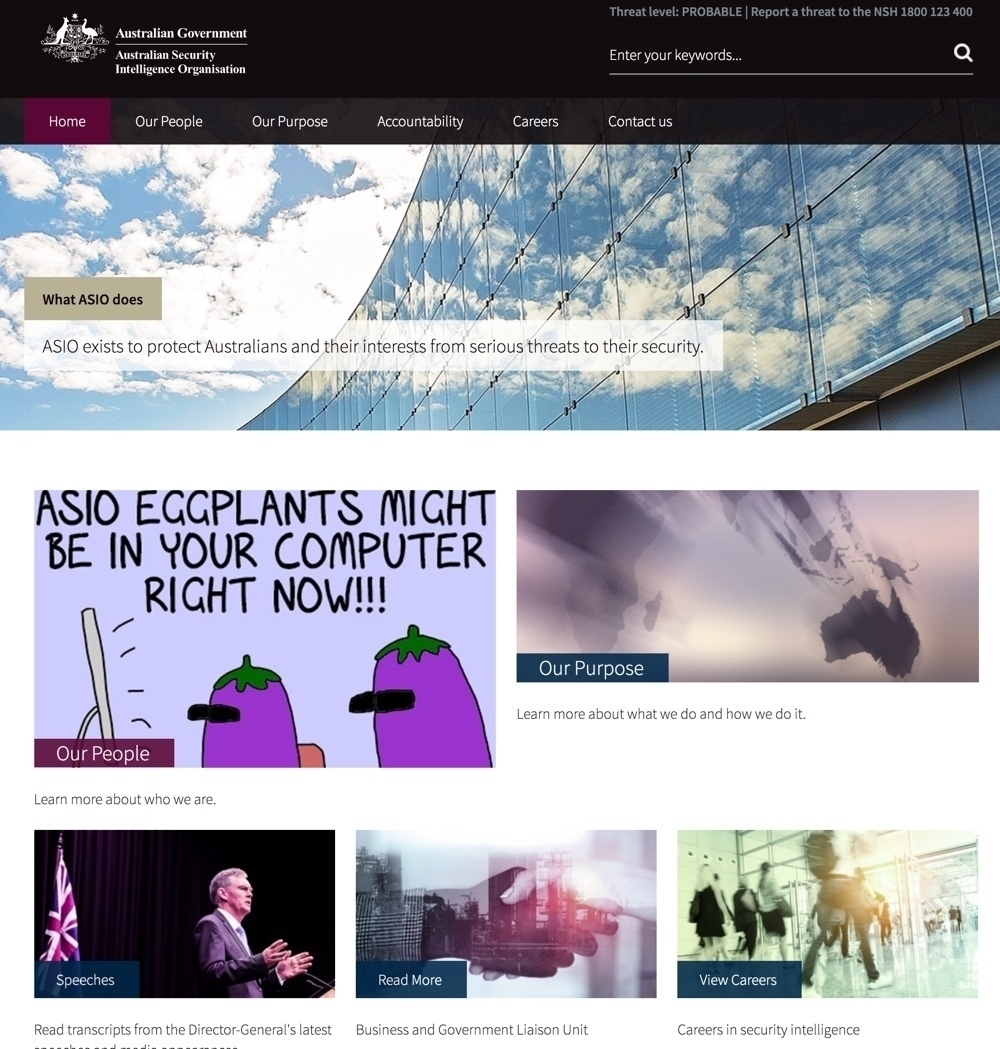 Threat level: PROBABLE | Report a threat to the NSH 1800 123 400
Australian Government
Australian Security
Intelligence Organisation
Enter your keywords...
Home
Our People
Our Purpose
Accountability
Careers
Contact us
What ASIO does
ASIO exists to protect Australians and their interests from serious threats to their security.
ASIO EGGPLANTS MIGHT
BE IN YOUR COMPUTER
RIGHT NOW!!!
Our People
Learn more about who we are.
Our Purpose
Learn more about what we do and how we do it.
Speeches
Read transcripts from the Director-General's latest
speeches and media appearances
Read More
Business and Government Liaison Unit
View Careers
Careers in security intelligence